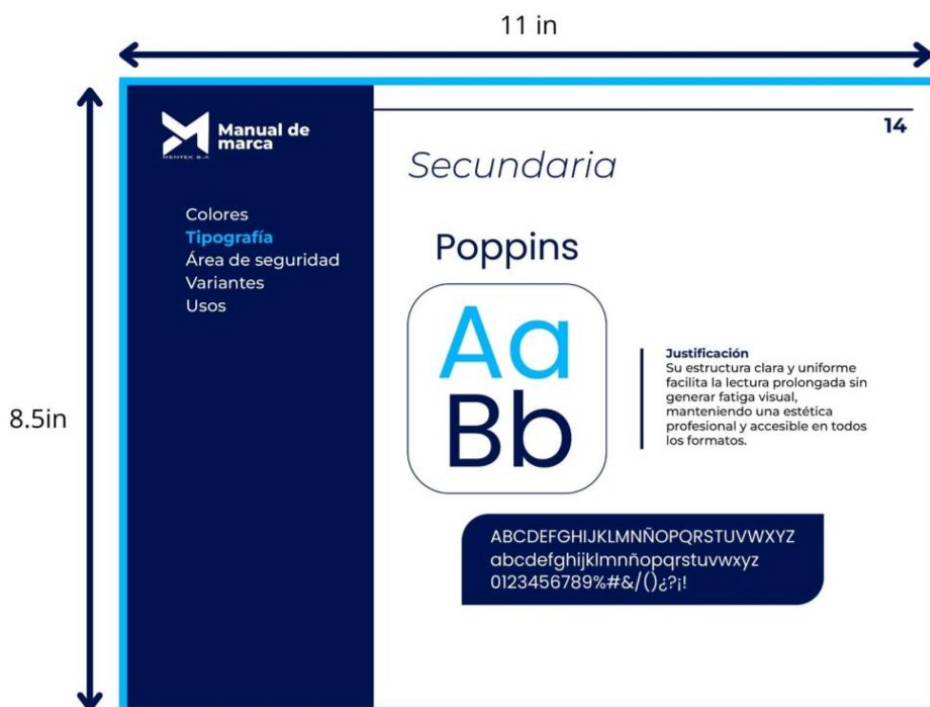 11 in
8.5in
Manual de
marca
MENTEK S.A
Colores
Tipografía
Área de seguridad
Variantes
Usos
14
Secundaria
Poppins
Aa
Bb
Justificación
Su estructura clara y uniforme
facilita la lectura prolongada sin
generar fatiga visual,
manteniendo una estética
profesional y accesible en todos
los formatos.
ABCDEFGHIJKLMNÑOPQRSTUVWXYZ
abcdefghijklmnñopqrstuvwxyz
0123456789%#&/()¿?¡!